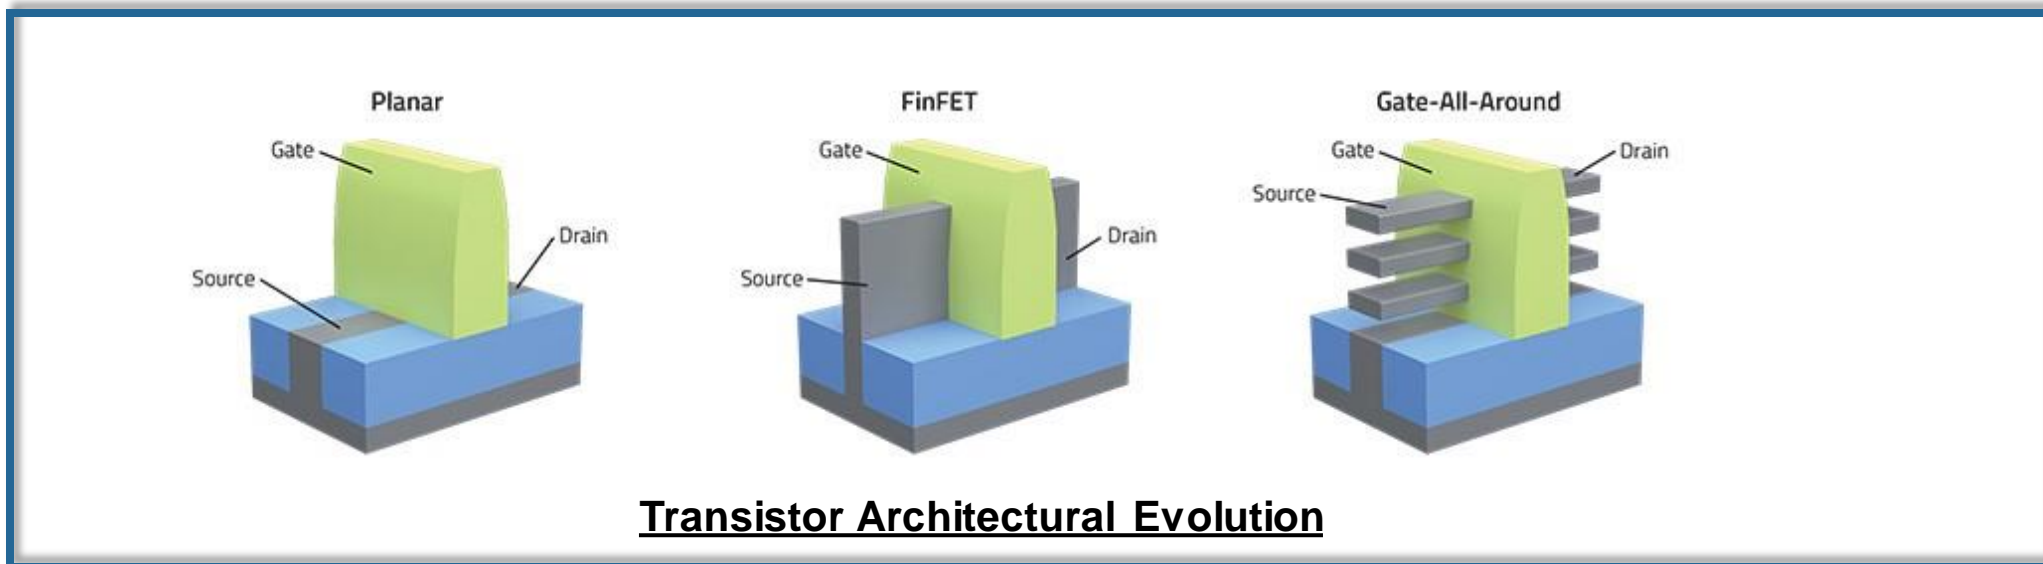 Planar
FinFET
Gate-All-Around
Gate
Source
Drain
Gate
Source
Drain
Gate
Source
Drain
Transistor Architectural Evolution